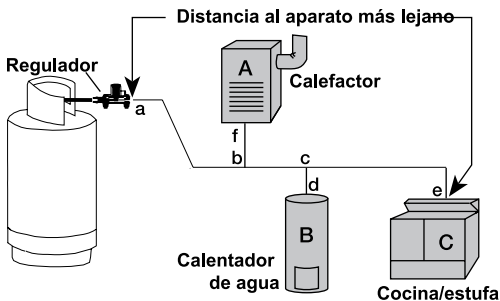 Distancia al aparato más lejano
Regulador
a
A
Calefactor
f
b
c
d
e
B
C
Calentador
de agua
Cocina/estufa